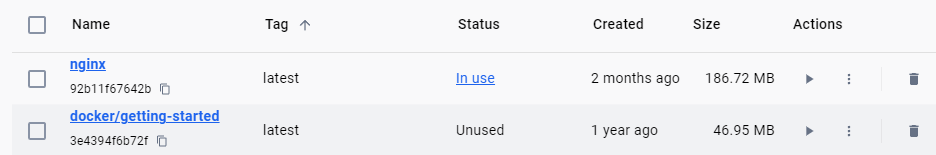 Name Tag Status Created Size Actions
nginx
92b11f67642b
latest In use 2 months ago 186.72 MB
docker/getting-started
3e4394f6b72f
latest Unused 1 year ago 46.95 MB